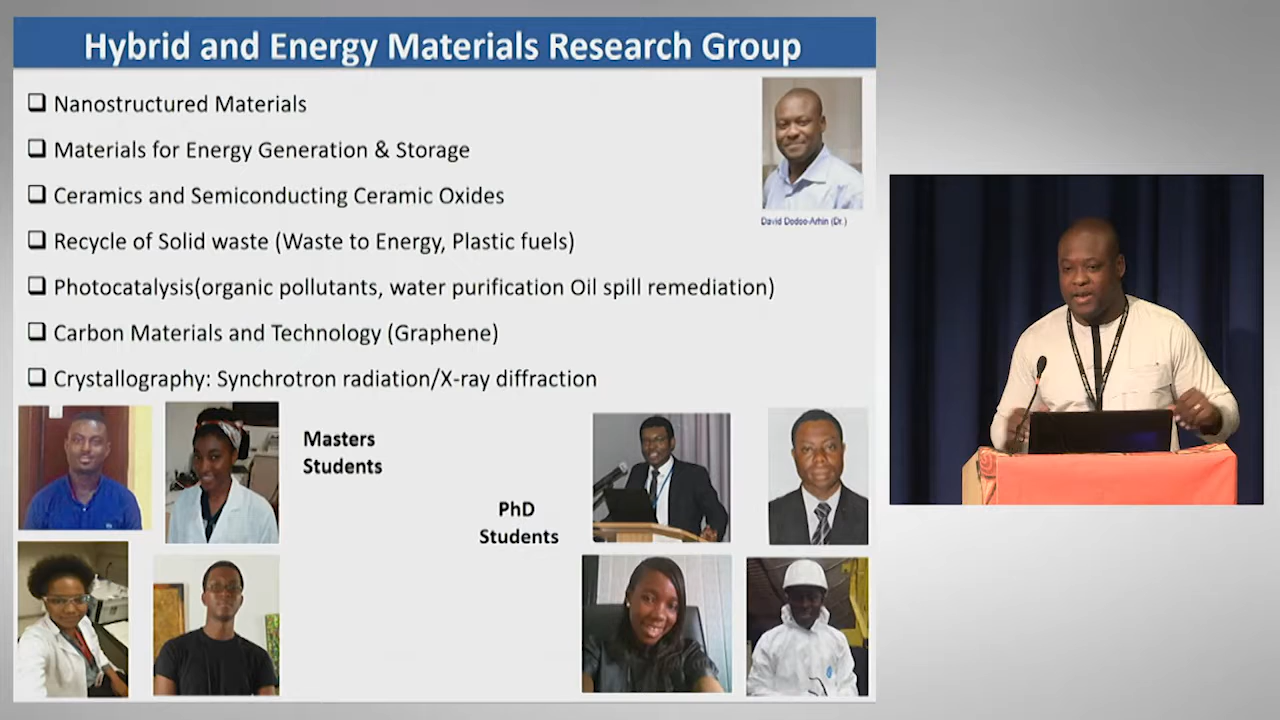 Hybrid and Energy Materials Research Group
Nanostructured Materials
Materials for Energy Generation & Storage
Ceramics and Semiconducting Ceramic Oxides
Recycle of Solid waste (Waste to Energy, Plastic fuels)
Photocatalysis(organic pollutants, water purification Oil spill remediation)
Carbon Materials and Technology (Graphene)
Crystallography: Synchrotron radiation/X-ray diffraction
David Dodoo-Arhin (Dr.)
Masters
Students
PhD
Students